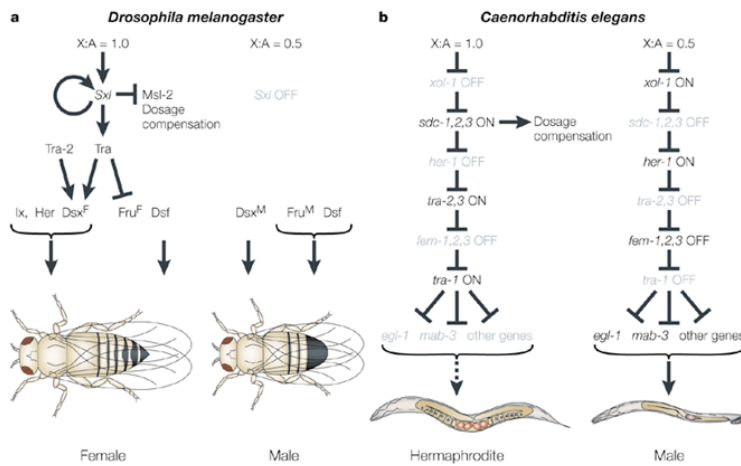 a Drosophila melanogaster
X:A = 1.0 X:A = 0.5
Sxl Msl-2
Dosage
compensation
Sxl OFF
Tra-2 Tra
Ix, Her Dsxᶠ Fruᶠ Dsf Dsxᴹ Fruᴹ Dsf
Female Male
b Caenorhabditis elegans
X:A = 1.0 X:A = 0.5
xol-1 OFF xol-1 ON
sdc-1,2,3 ON Dosage
compensation
sdc-1,2,3 OFF
her-1 OFF her-1 ON
tra-2,3 ON tra-2,3 OFF
fem-1,2,3 OFF fem-1,2,3 OFF
tra-1 ON tra-1 OFF
egl-1 mab-3 other genes egl-1 mab-3 other genes
Hermaphrodite Male